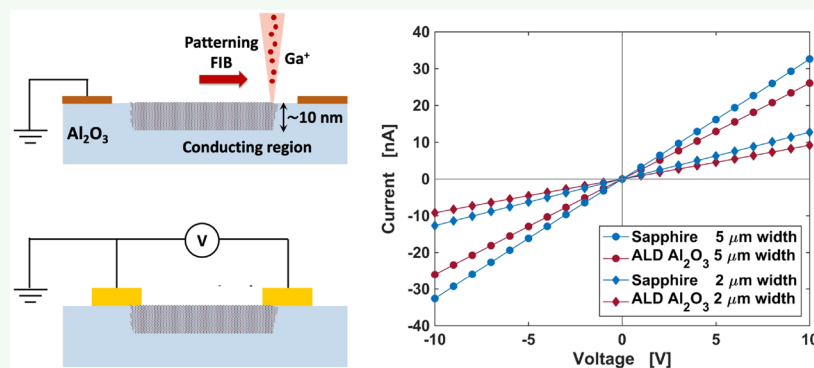 Patterning
FIB
Ga⁺
Al₂O₃
~10 nm
Conducting region
V
40
30
20
10
0
-10
-20
-30
-40
-10
-5
0
5
10
Current [nA]
Voltage [V]
Sapphire 5 μm width
ALD Al₂O₃ 5 μm width
Sapphire 2 μm width
ALD Al₂O₃ 2 μm width